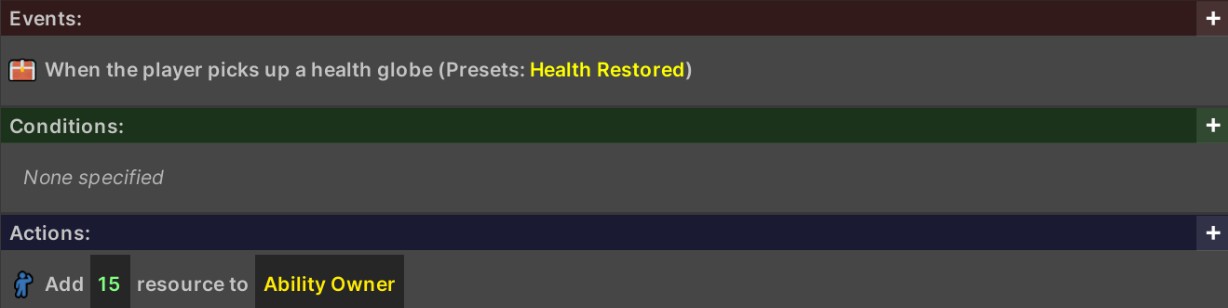 Events:
+
When the player picks up a health globe (Presets: Health Restored)
Conditions:
+
None specified
Actions:
+
Add 15 resource to Ability Owner